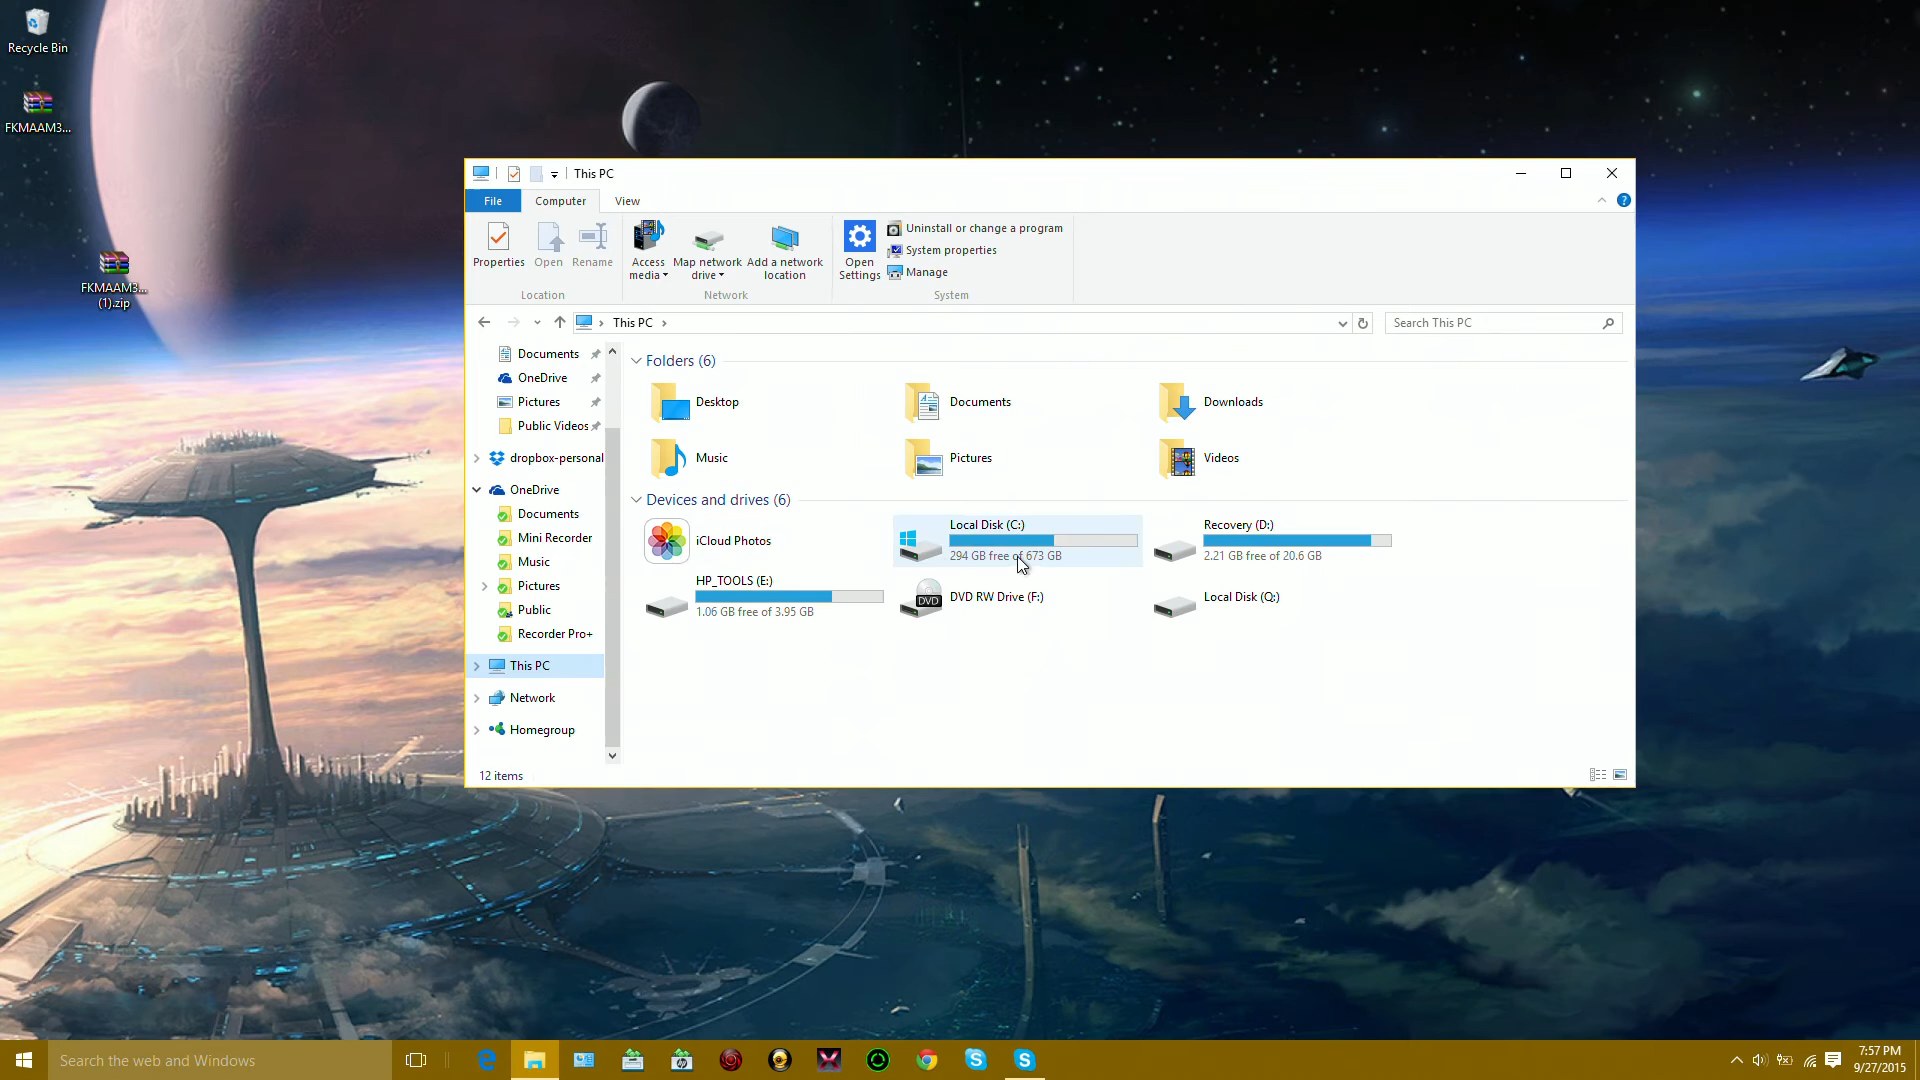 Recycle Bin
FKMAAM3...
FKMAAM3...
(1).zip
This PC
File
Computer
View
Properties
Open
Rename
Access
media
Map network
drive
Add a network
location
Open
Settings
Uninstall or change a program
System properties
Manage
Location
Network
System
This PC
Search This PC
Documents
OneDrive
Pictures
Public Videos
dropbox-personal
OneDrive
Documents
Mini Recorder
Music
Pictures
Public
Recorder Pro+
This PC
Network
Homegroup
Folders (6)
Desktop
Documents
Downloads
Music
Pictures
Videos
Devices and drives (6)
iCloud Photos
Local Disk (C:)
294 GB free of 673 GB
Recovery (D:)
2.21 GB free of 20.6 GB
HP_TOOLS (E:)
1.06 GB free of 3.95 GB
DVD
DVD RW Drive (F:)
Local Disk (Q:)
12 items
Search the web and Windows
7:57 PM
9/27/2015